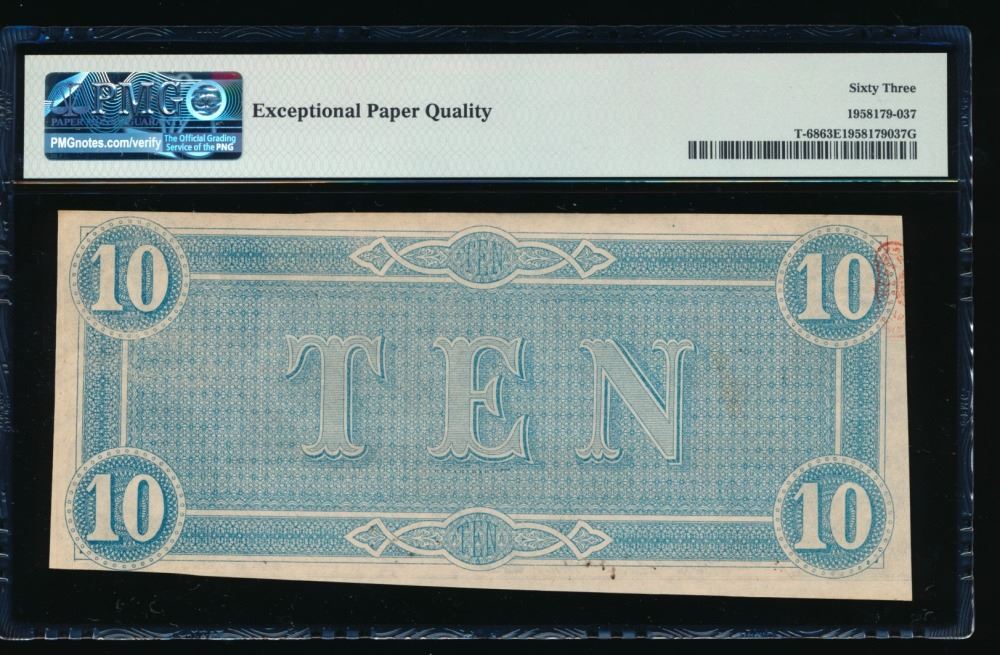 PMG
PAPER MONEY GUARANTY
PMGnotes.com/verify
The Official Grading
Service of the PNG
Exceptional Paper Quality
Sixty Three
1958179-037
T-6863E1958179037G
10
TEN
10
TEN
10
TEN
10